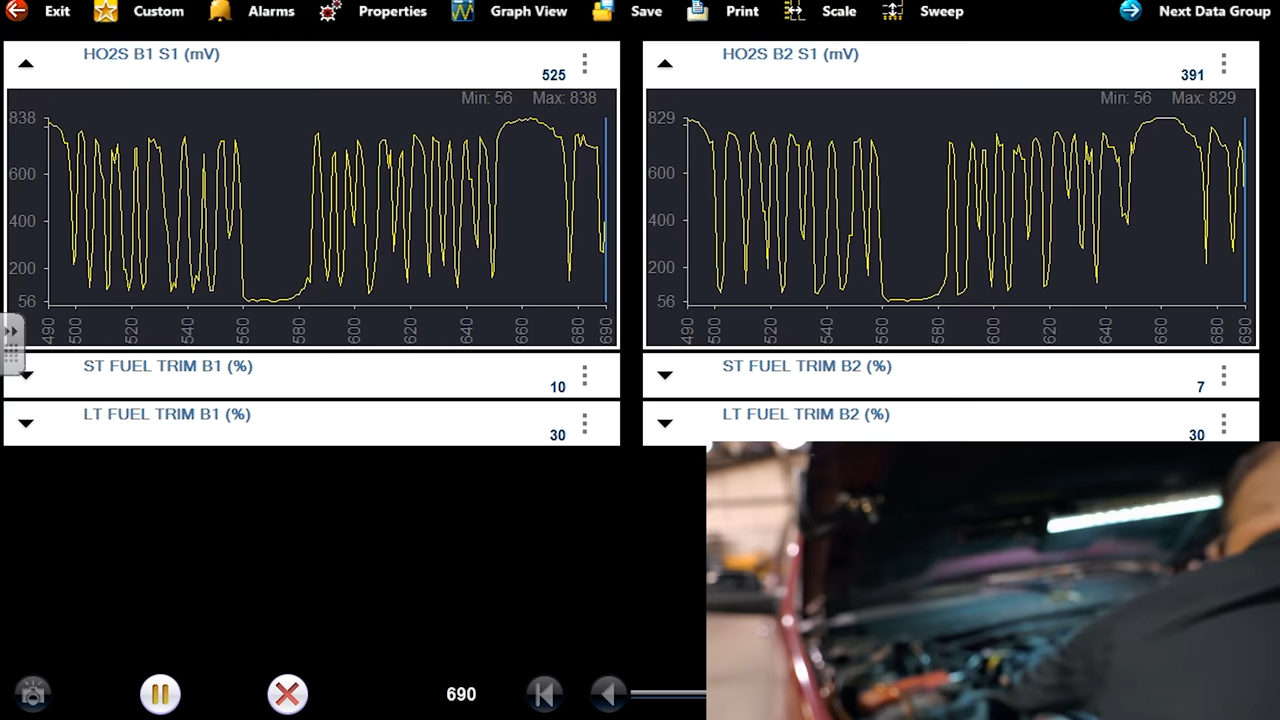 Exit Custom Alarms Properties Graph View Save Print Scale Sweep Next Data Group
HO2S B1 S1 (mV)
525
Min: 56 Max: 838
838
600
400
200
56
490 500 520 540 560 580 600 620 640 660 680 690
ST FUEL TRIM B1 (%)
10
LT FUEL TRIM B1 (%)
30
HO2S B2 S1 (mV)
391
Min: 56 Max: 829
829
600
400
200
56
490 500 520 540 560 580 600 620 640 660 680 690
ST FUEL TRIM B2 (%)
7
LT FUEL TRIM B2 (%)
30
690